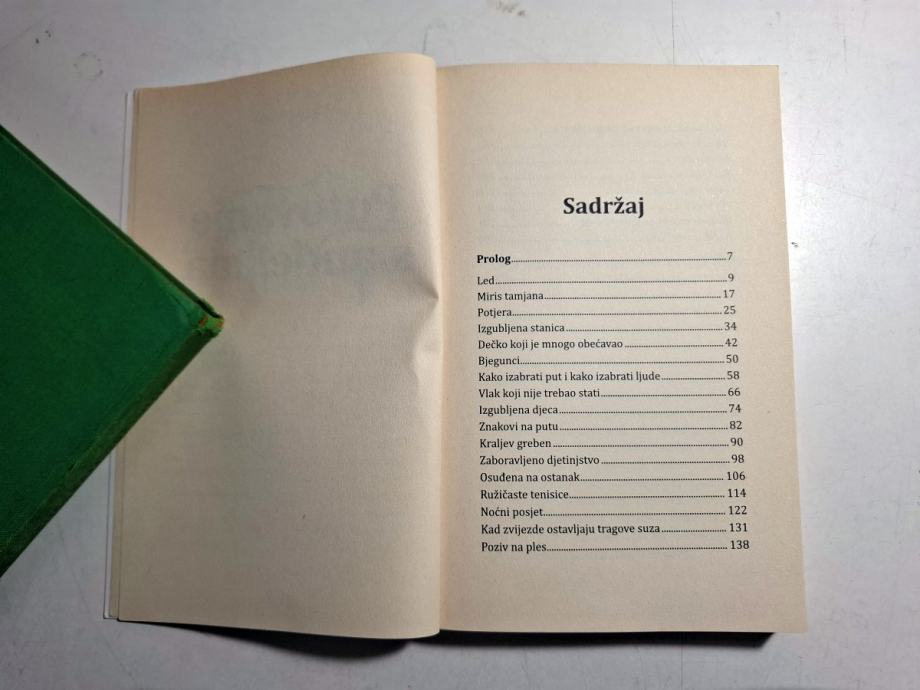 Sadržaj
Prolog 7
Led 9
Miris tamjana 17
Potjera 25
Izgubljena stanica 34
Dečko koji je mnogo obećavao 42
Bjegunci 50
Kako izabrati put i kako izabrati ljude 58
Vlak koji nije trebao stati 66
Izgubljena djeca 74
Znakovi na putu 82
Kraljev greben 90
Zaboravljeno djetinjstvo 98
Osuđena na ostanak 106
Ružičaste tenisice 114
Noćni posjet 122
Kad zvijezde ostavljaju tragove suza 131
Poziv na ples 138